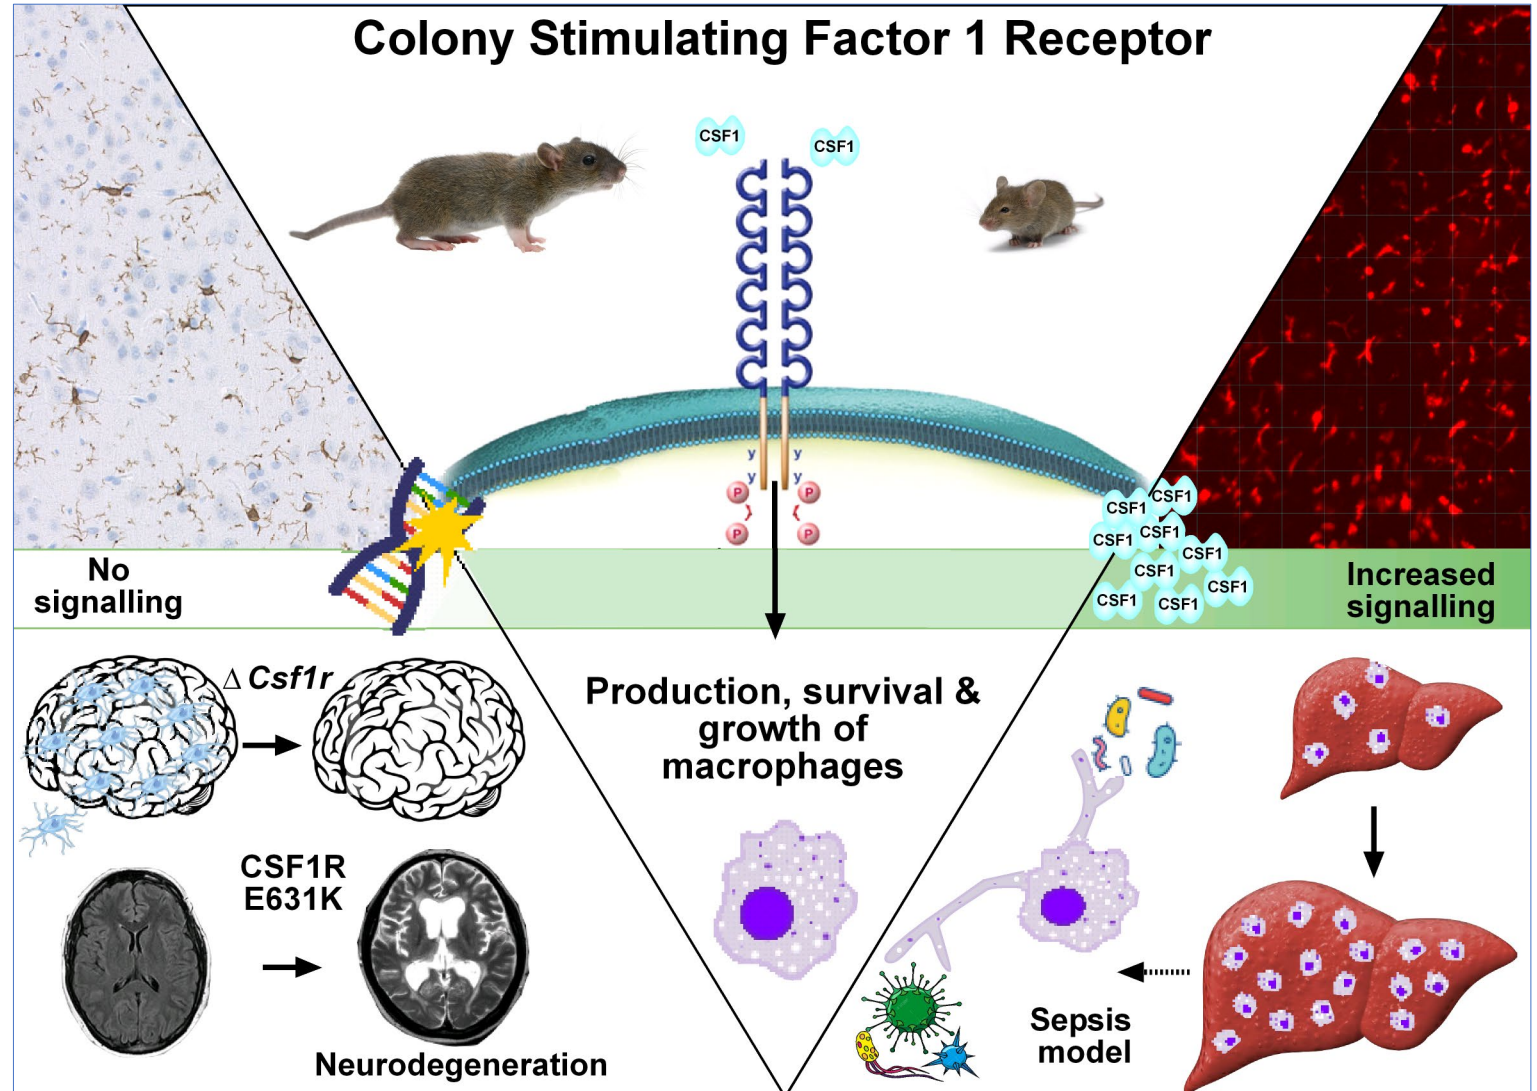 Colony Stimulating Factor 1 Receptor
CSF1
CSF1
y
y
y
y
P
P
P
P
No
signalling
CSF1
CSF1
CSF1
CSF1
CSF1
CSF1
CSF1
CSF1
CSF1
Increased
signalling
Δ Csf1r
Production, survival &
growth of
macrophages
CSF1R
E631K
Neurodegeneration
Sepsis
model